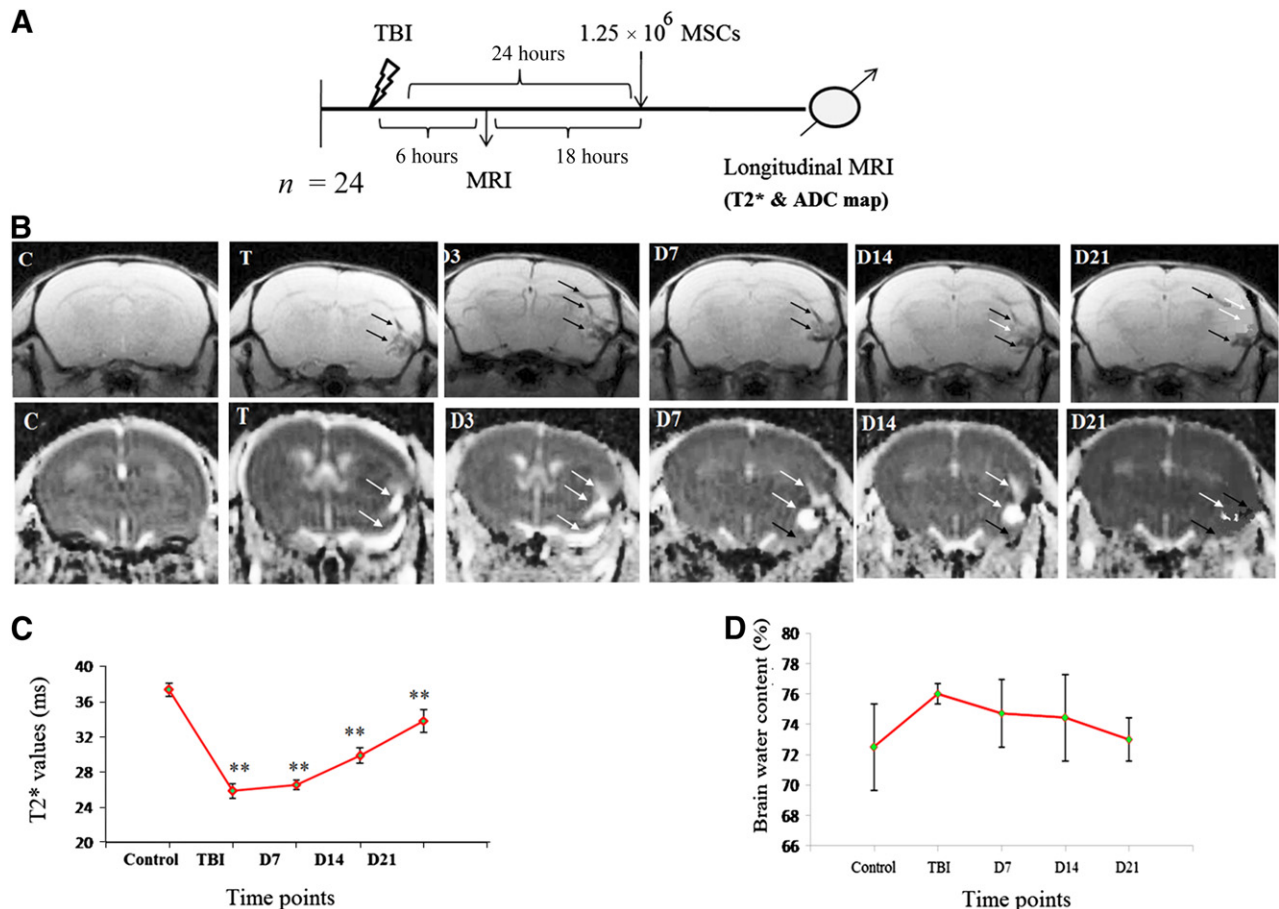 A
TBI
1.25 × 10⁶ MSCs
24 hours
6 hours
18 hours
n = 24
MRI
Longitudinal MRI
(T2* & ADC map)
B
C T D3 D7 D14 D21
C T D3 D7 D14 D21
C
T2* values (ms)
40
36
32
28
24
20
** ** ** **
Control TBI D7 D14 D21
Time points
D
Brain water content (%)
80
78
76
74
72
70
68
66
Control TBI D7 D14 D21
Time points